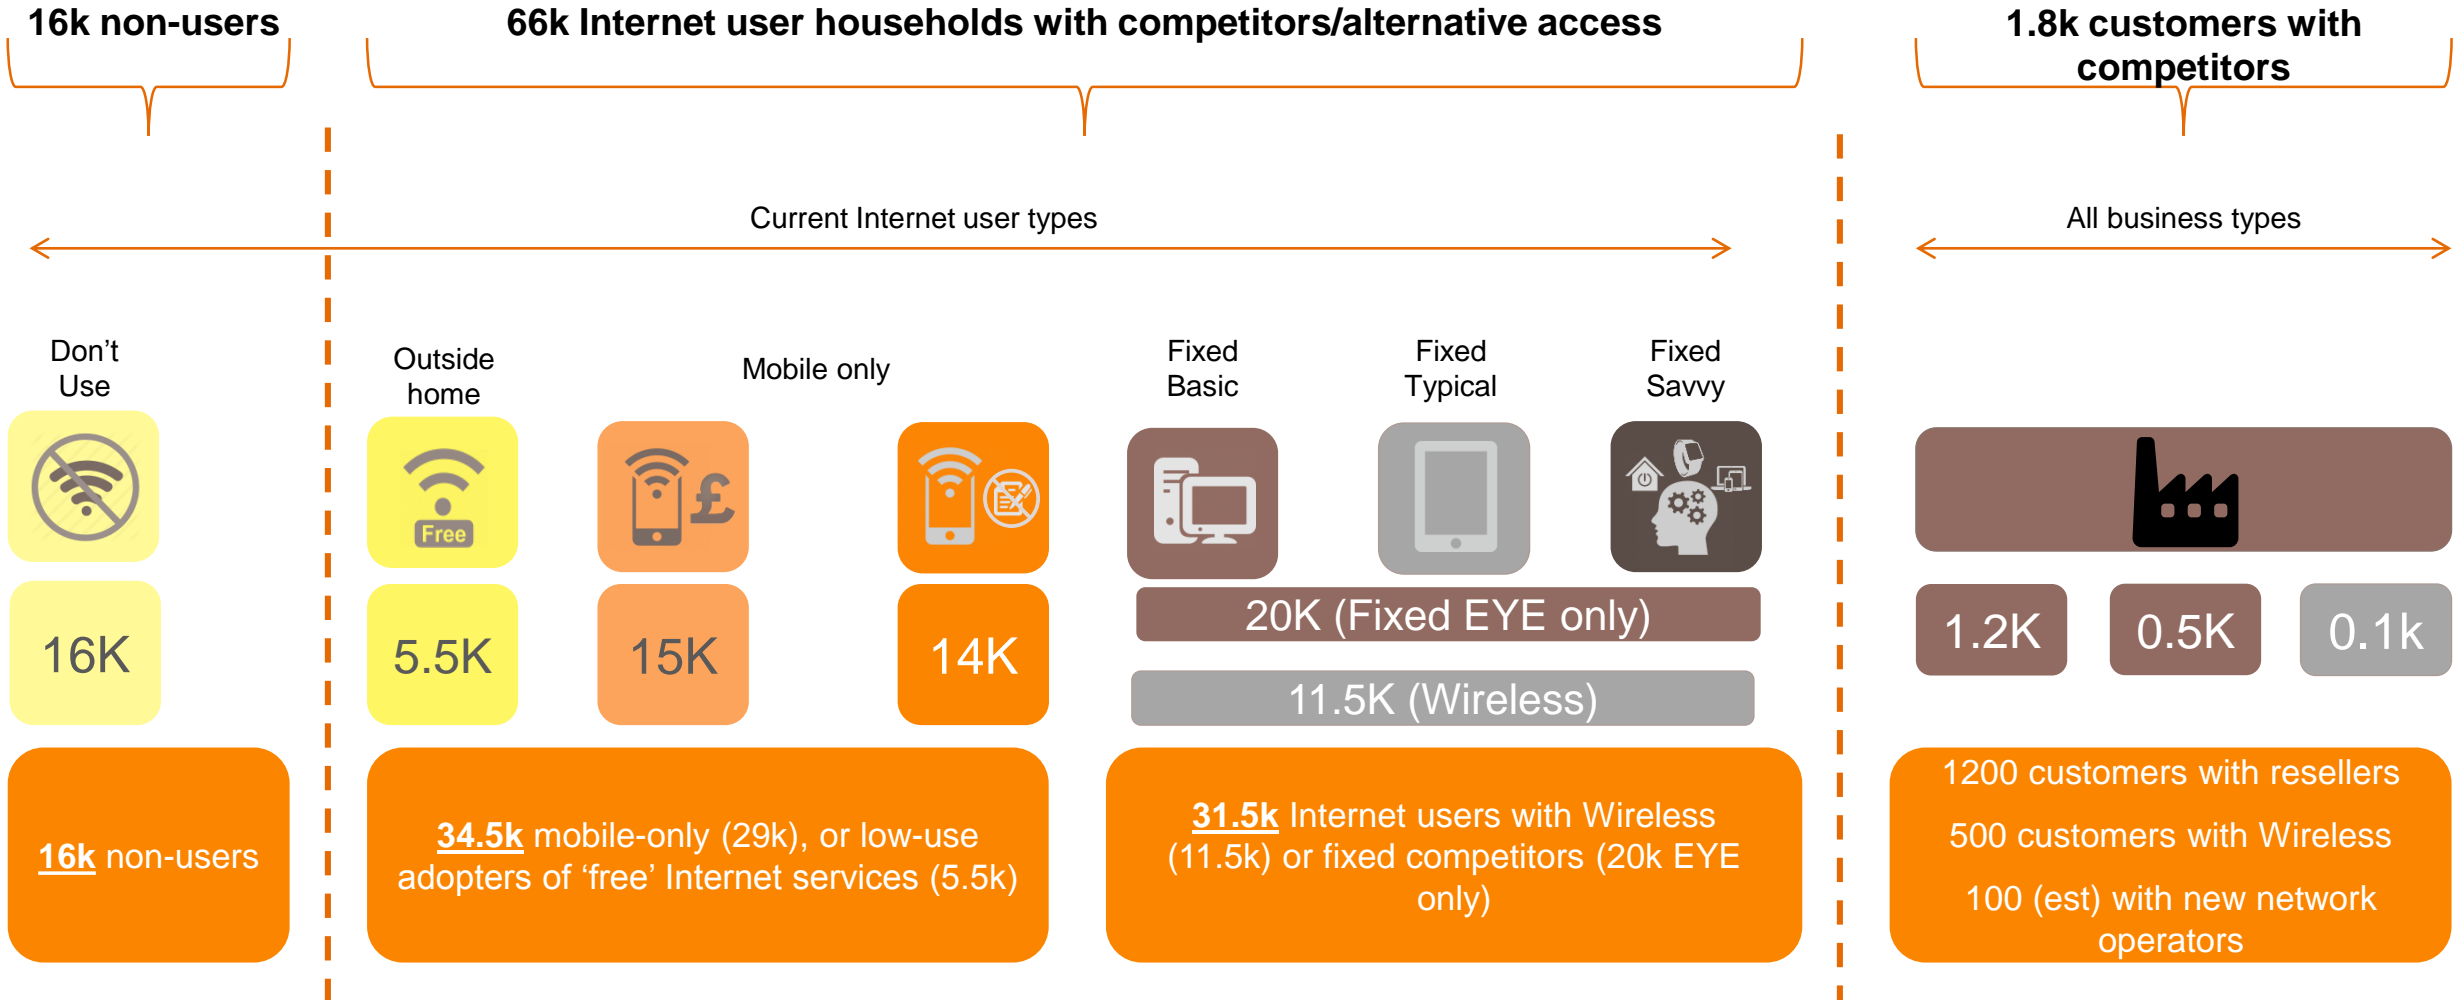 16k non-users
66k Internet user households with competitors/alternative access
1.8k customers with
competitors
Current Internet user types
All business types
Don't
Use
Outside
home
Mobile only
Fixed
Basic
Fixed
Typical
Fixed
Savvy
Free
£
16K
5.5K
15K
14K
20K (Fixed EYE only)
11.5K (Wireless)
1.2K
0.5K
0.1k
16k non-users
34.5k mobile-only (29k), or low-use
adopters of ‘free’ Internet services (5.5k)
31.5k Internet users with Wireless
(11.5k) or fixed competitors (20k EYE
only)
1200 customers with resellers
500 customers with Wireless
100 (est) with new network
operators